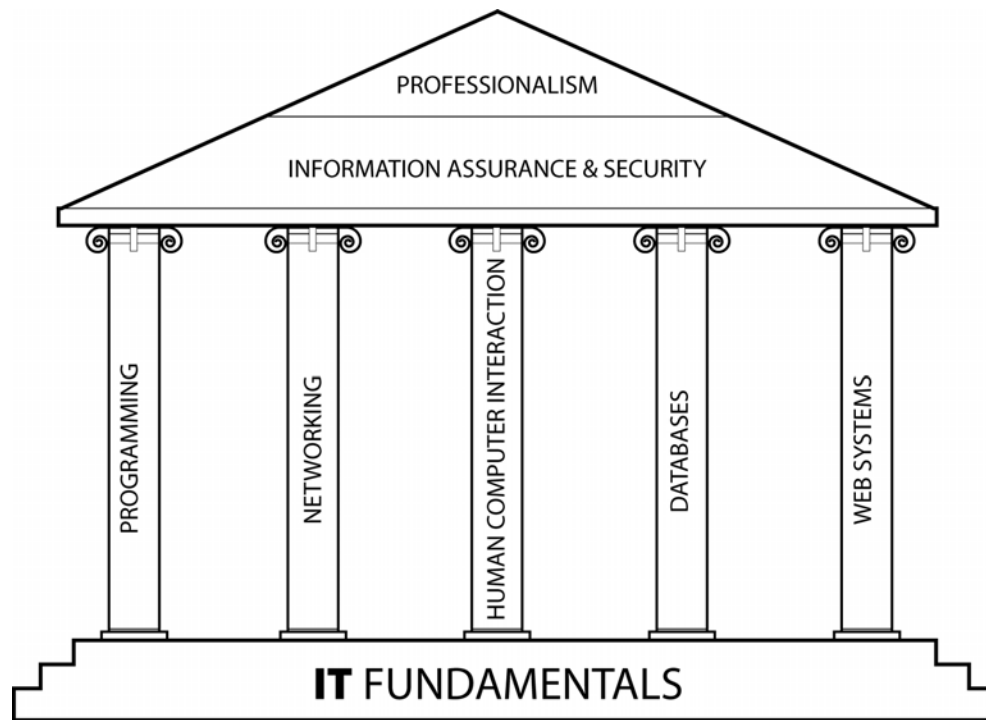 PROFESSIONALISM
INFORMATION ASSURANCE & SECURITY
PROGRAMMING
NETWORKING
HUMAN COMPUTER INTERACTION
DATABASES
WEB SYSTEMS
IT FUNDAMENTALS